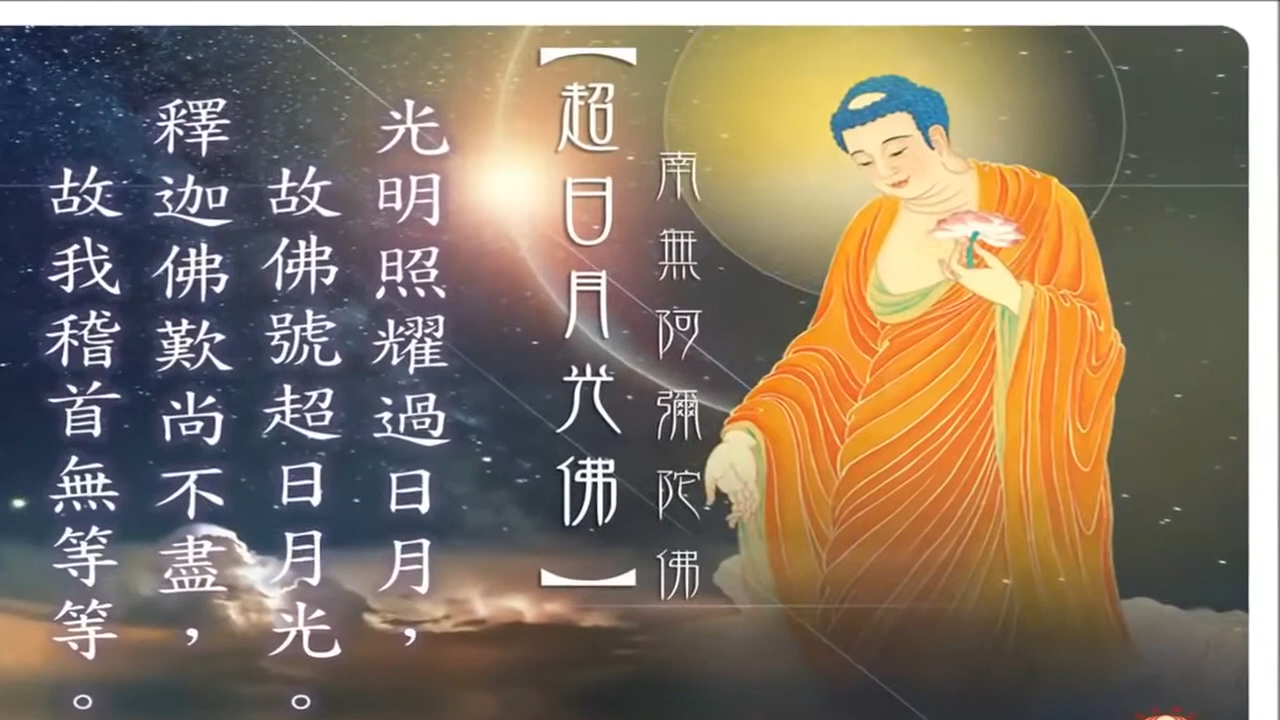 南無阿彌陀佛
【超日月光佛】
光明照耀過日月，
故佛號超日月光。
釋迦佛歎尚不盡，
故我稽首無等等。